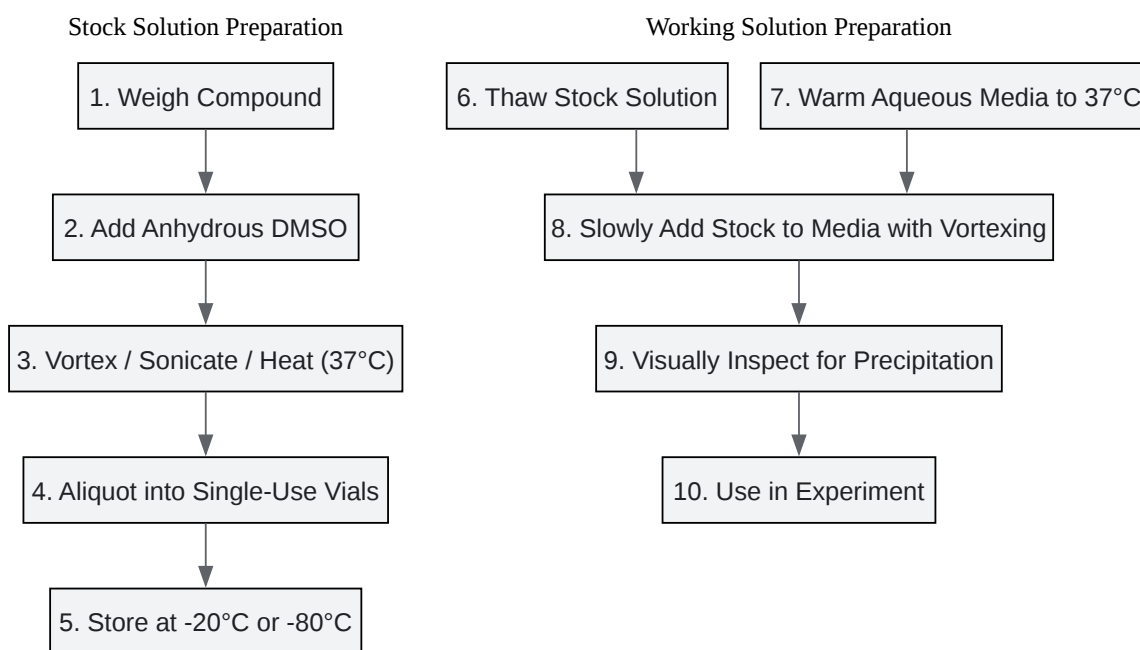 Stock Solution Preparation
1. Weigh Compound
2. Add Anhydrous DMSO
3. Vortex / Sonicate / Heat (37°C)
4. Aliquot into Single-Use Vials
5. Store at -20°C or -80°C
Working Solution Preparation
6. Thaw Stock Solution
7. Warm Aqueous Media to 37°C
8. Slowly Add Stock to Media with Vortexing
9. Visually Inspect for Precipitation
10. Use in Experiment